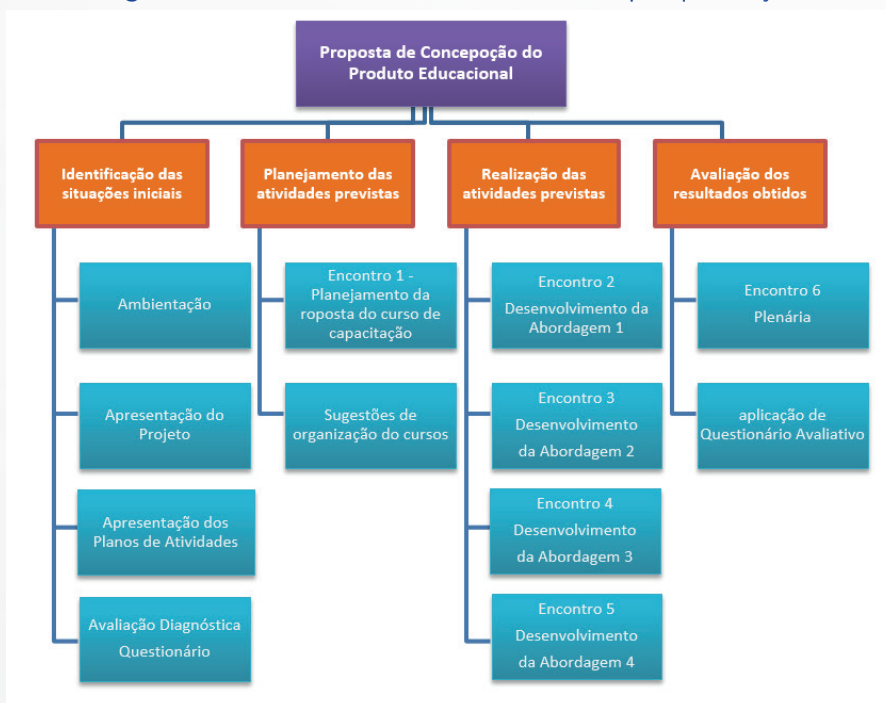 Proposta de Concepoção do
Produto Educacional
Identificação das
situações iniciais
Ambientação
Apresentação do
Projeto
Apresentação dos
Planos de Atividades
Avaliação Diagnóstica
Questionário
Planejamento das
atividades previstas
Encontro 1 -
Planejamento da
roposta do curso de
capacitação
Sugestões de
organização do cursos
Realização das
atividades previstas
Encontro 2
Desenvolvimento da
Abordagem 1
Encontro 3
Desenvolvimento
da Abordagem 2
Encontro 4
Desenvolvimento
da Abordagem 3
Encontro 5
Desenvolvimento
da Abordagem 4
Avaliação dos
resultados obtidos
Encontro 6
Plenária
aplicação de
Questionário Avaliativo